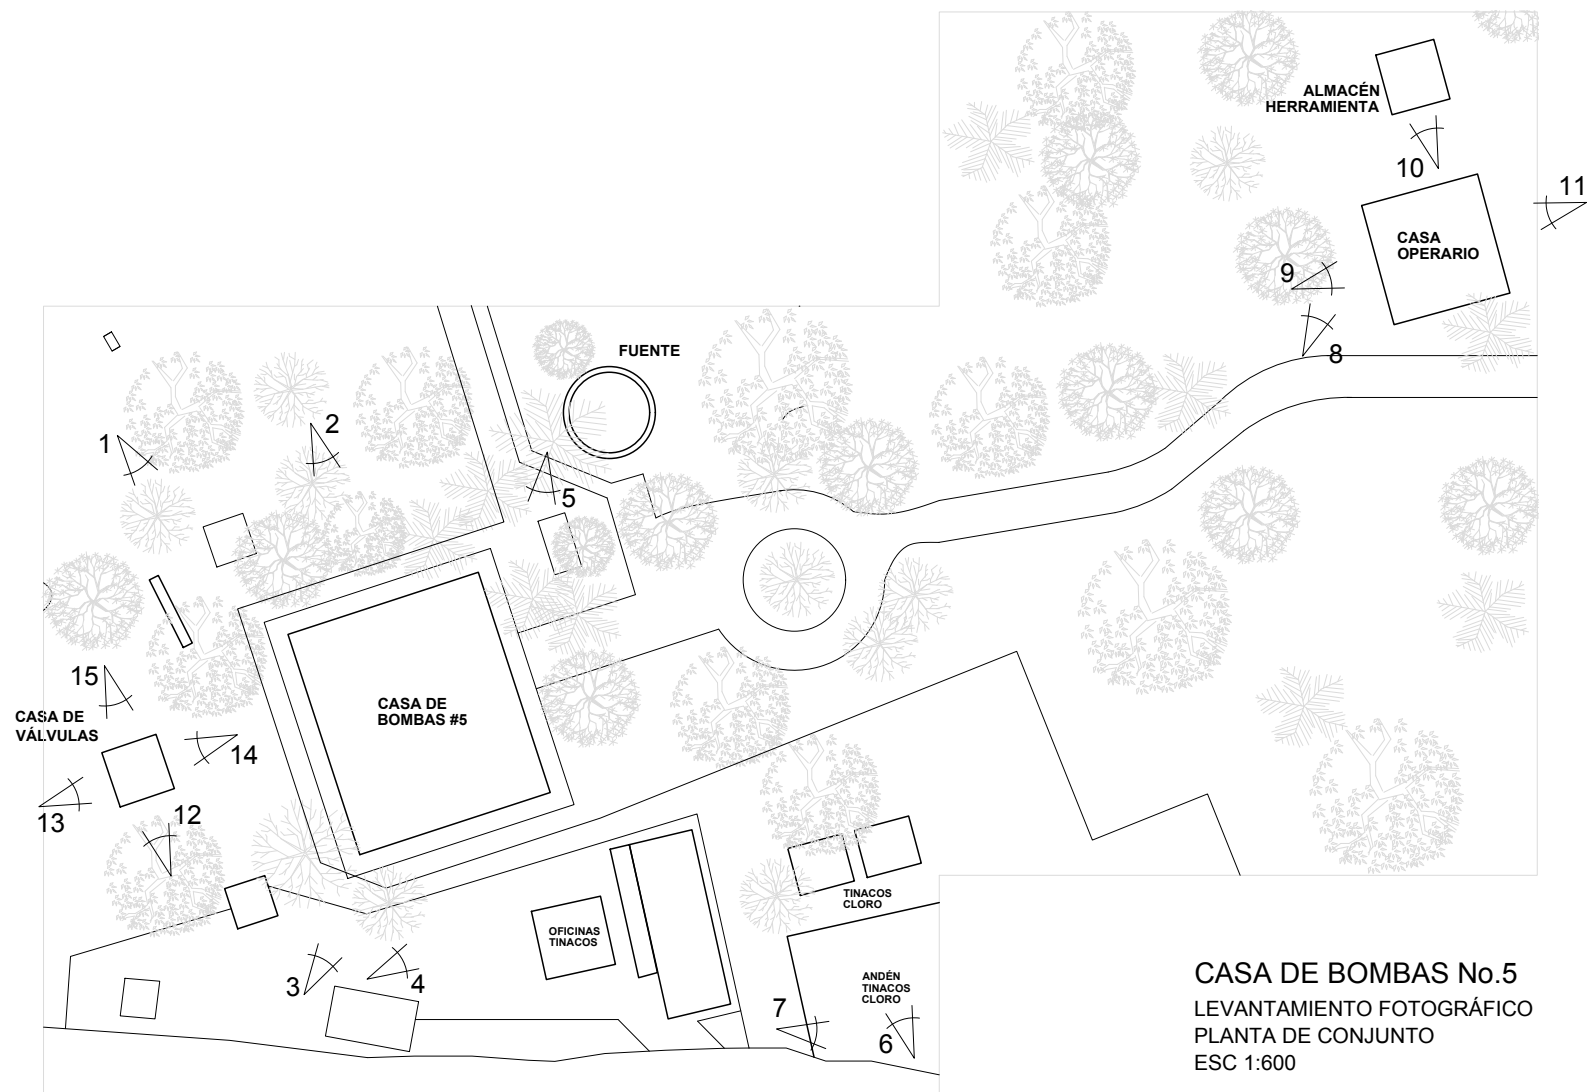 ALMACÉN
HERRAMIENTA
10
11
CASA
OPERARIO
9
8
FUENTE
1
2
5
15
CASA DE
VÁLVULAS
CASA DE
BOMBAS #5
14
13
12
TINACOS
CLORO
OFICINAS
TINACOS
3
4
ANDÉN
TINACOS
CLORO
7
6
CASA DE BOMBAS No.5
LEVANTAMIENTO FOTOGRÁFICO
PLANTA DE CONJUNTO
ESC 1:600